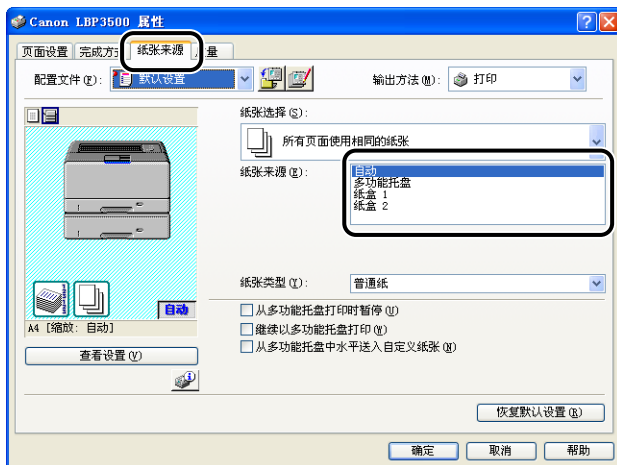 Canon LBP3500 属性
页面设置 完成方式 纸张来源 质量
配置文件(F): 默认设置 输出方法(M): 打印
纸张选择(S):
所有页面使用相同的纸张
纸张来源(E):
自动
多功能托盘
纸盒 1
纸盒 2
纸张类型(Y): 普通纸
自动
A4 [缩放: 自动]
从多功能托盘打印时暂停(U)
继续以多功能托盘打印(W)
从多功能托盘中水平送入自定义纸张(N)
查看设置(V)
恢复默认设置(R)
确定 取消 帮助